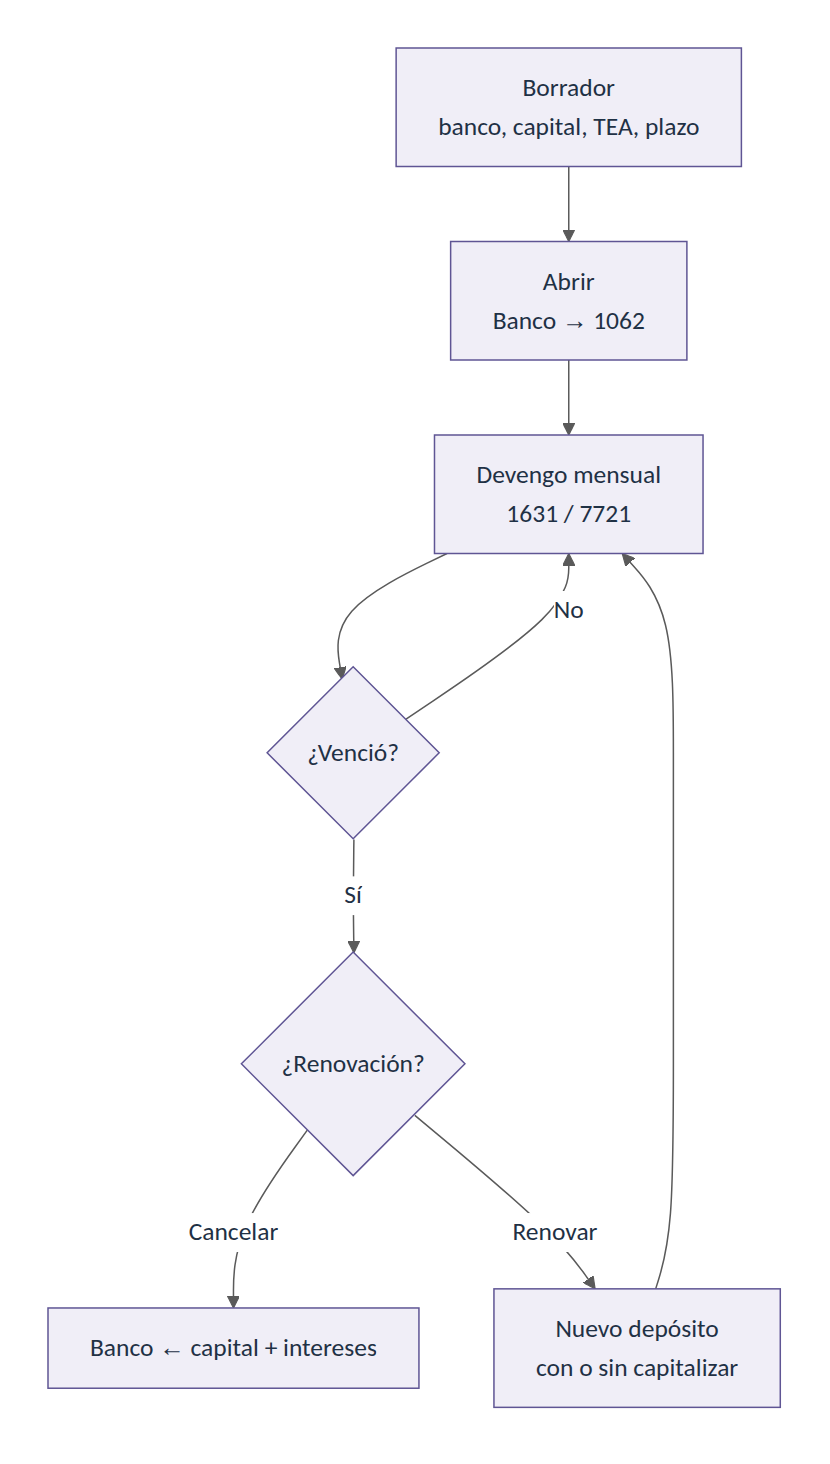 Borrador
banco, capital, TEA, plazo
Abrir
Banco → 1062
Devengo mensual
1631 / 7721
No
¿Venció?
Sí
¿Renovación?
Cancelar
Renovar
Banco ← capital + intereses
Nuevo depósito
con o sin capitalizar